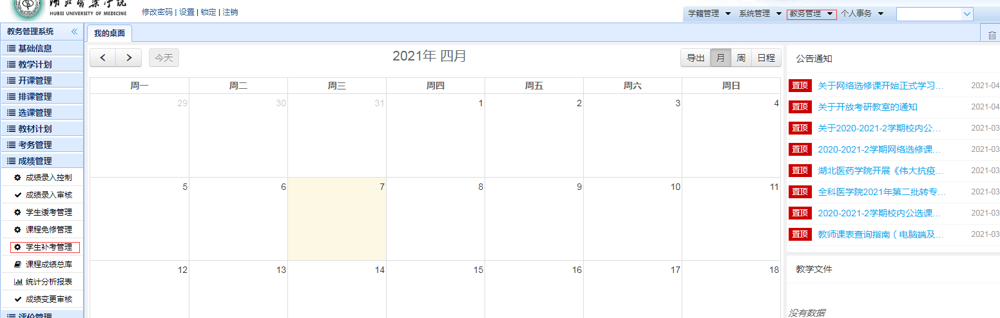 湖北医药学院
HUBEI UNIVERSITY OF MEDICINE
修改密码 | 设置 | 锁定 | 注销
学籍管理 系统管理 教务管理 个人事务
教务管理系统
我的桌面
基础信息
教学计划
开课管理
排课管理
选课管理
教材计划
考务管理
成绩管理
成绩录入控制
成绩录入审核
学生缓考管理
课程免修管理
学生补考管理
课程成绩总库
统计分析报表
成绩变更审核
评价管理
今天
2021年 四月
导出 月 周 日程
周一 周二 周三 周四 周五 周六 周日
29 30 31 1 2 3 4
5 6 7 8 9 10 11
12 13 14 15 16 17 18
公告通知
置顶 关于网络选修课开始正式学习... 2021-04
置顶 关于开放考研教室的通知 2021-04
置顶 关于2020-2021-2学期校内公... 2021-03
置顶 2020-2021-2学期网络选修课... 2021-03
置顶 湖北医药学院开展《伟大抗疫... 2021-03
置顶 全科医学院2021年第二批转专... 2021-03
置顶 2020-2021-2学期校内公选课... 2021-03
置顶 教师课表查询指南（电脑端及... 2021-03
教学文件
没有数据